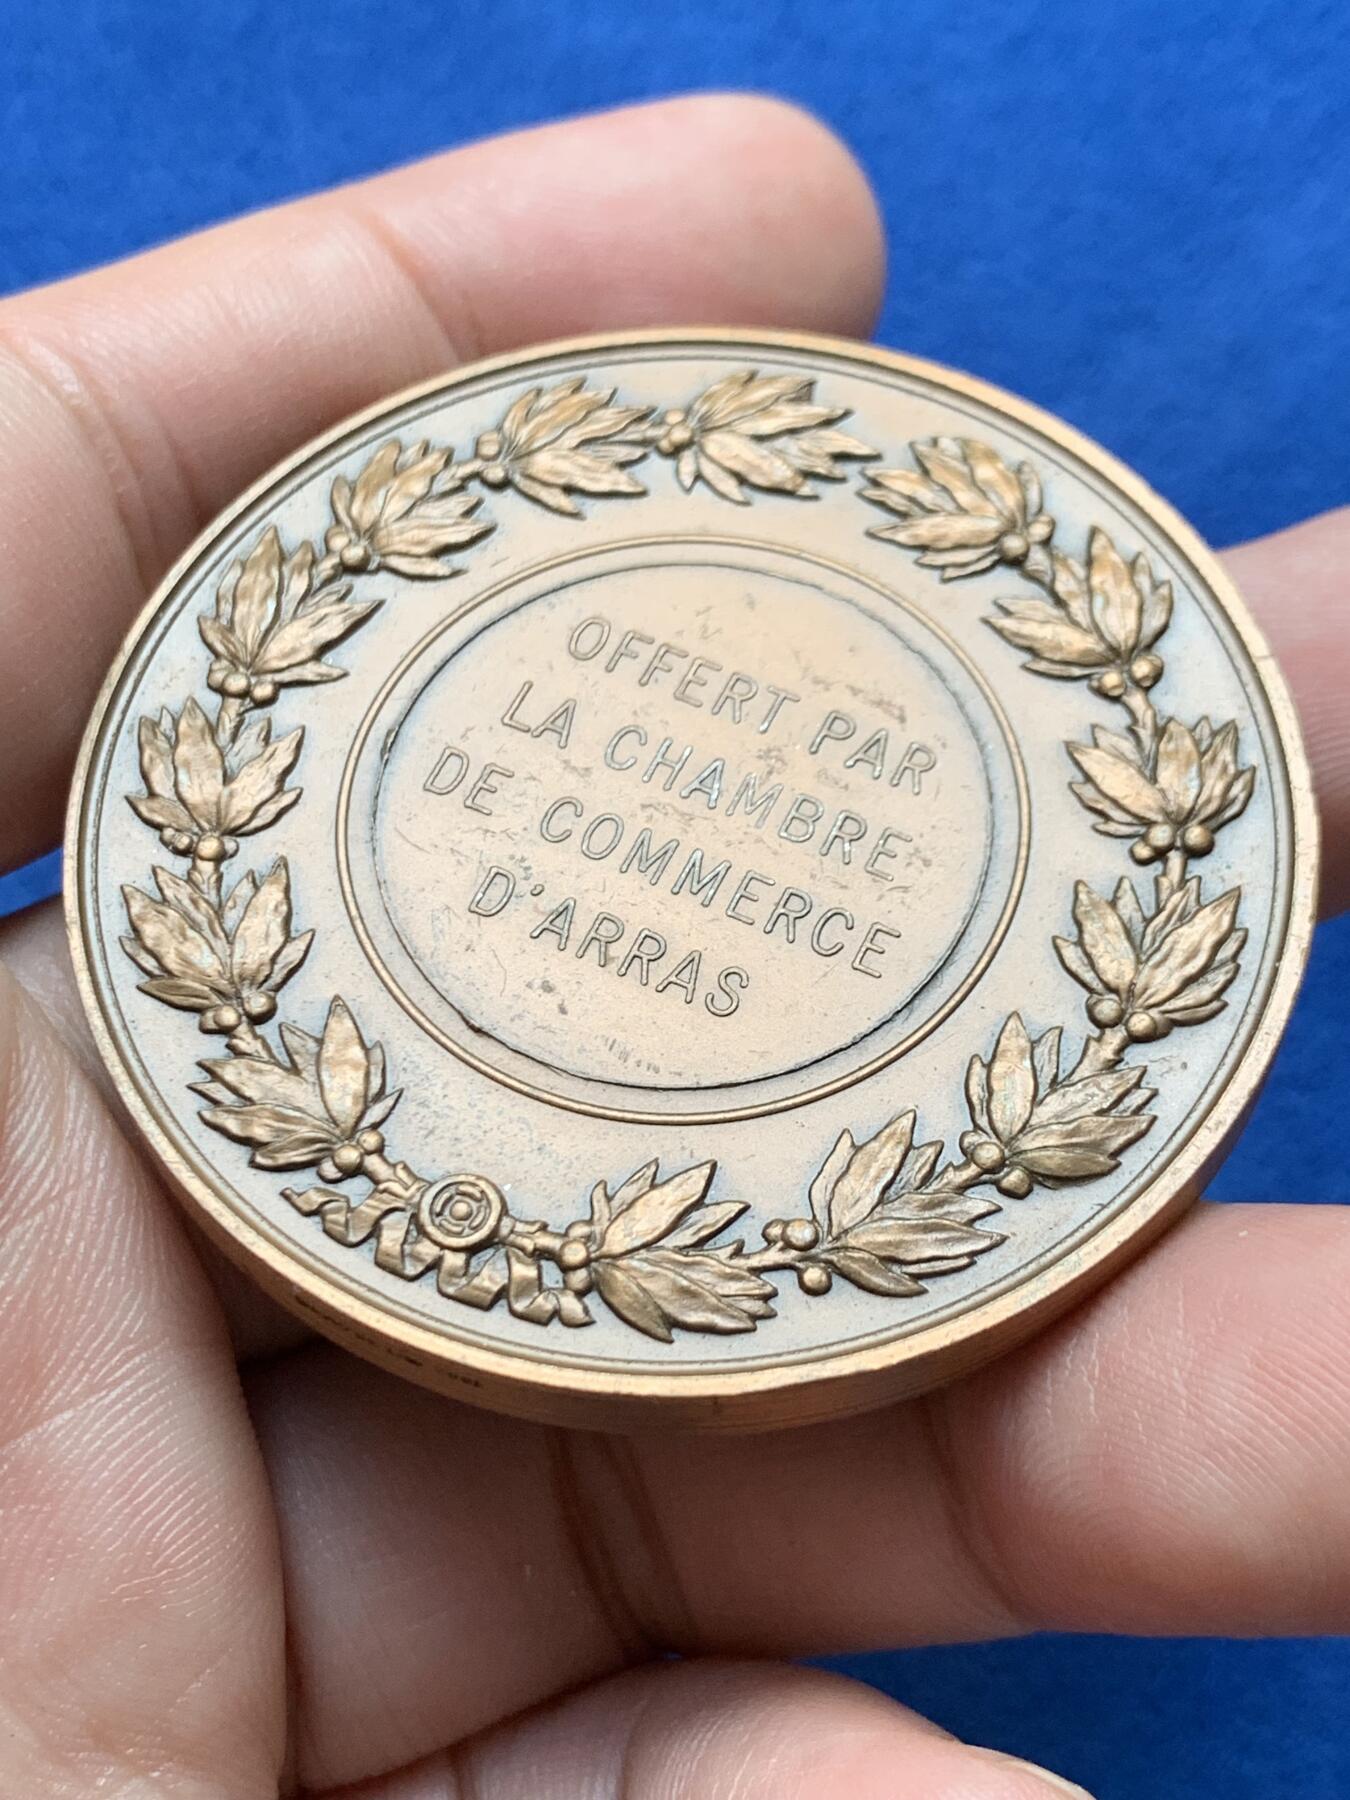 OFFERT PAR
LA CHAMBRE
DE COMMERCE
D'ARRAS